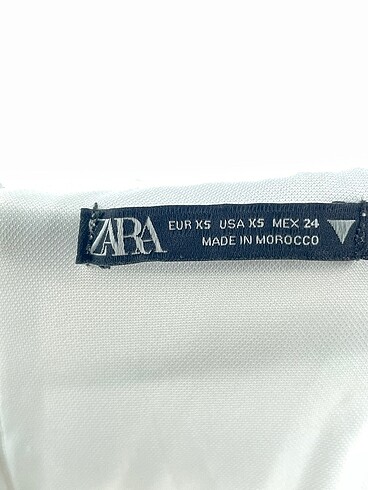 ZARA
EUR XS USA XS MEX 24
MADE IN MOROCCO